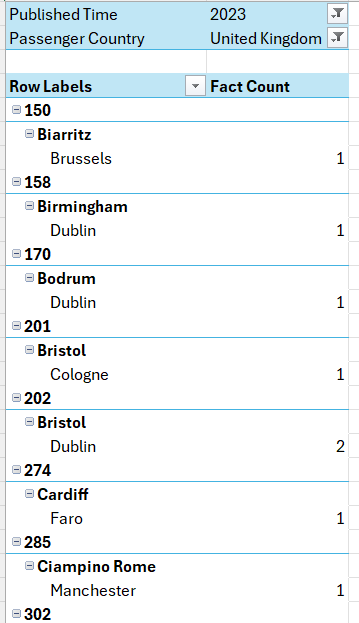 Published Time 2023
Passenger Country United Kingdom
Row Labels Fact Count
150
Biarritz
Brussels 1
158
Birmingham
Dublin 1
170
Bodrum
Dublin 1
201
Bristol
Cologne 1
202
Bristol
Dublin 2
274
Cardiff
Faro 1
285
Ciampino Rome
Manchester 1
302